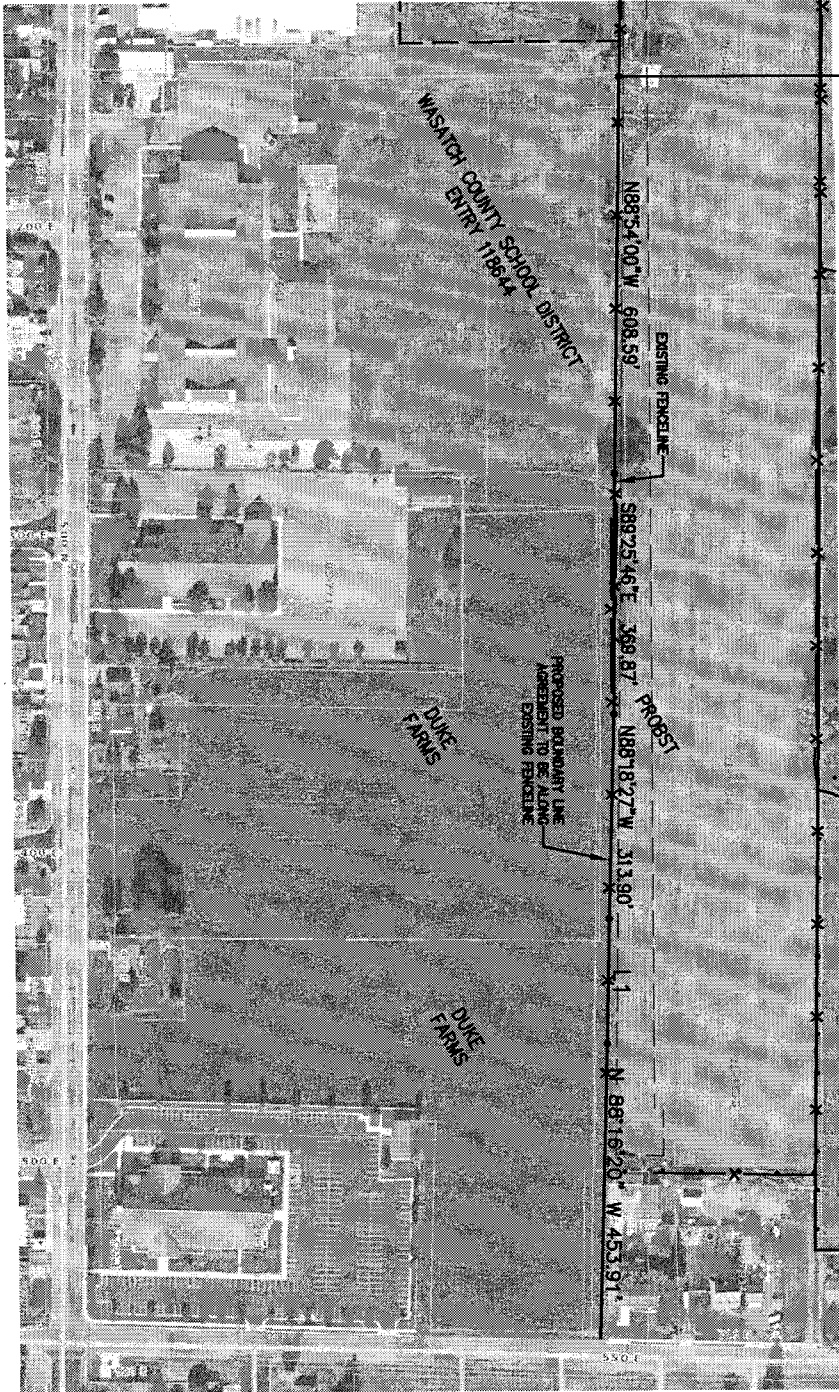 WASATCH COUNTY SCHOOL DISTRICT
ENTRY 118644
N88°54'00"W 608.59'
EXISTING FENCELINE
S89°25'46"E 368.87'
PROBST
N88°18'27"W 313.90'
PROPOSED BOUNDARY LINE
AGREEMENT TO BE ALONG
EXISTING FENCELINE
DUKE
FARMS
L1
DUKE
FARMS
N 88°16'20" W 453.91'
500 E
550 E